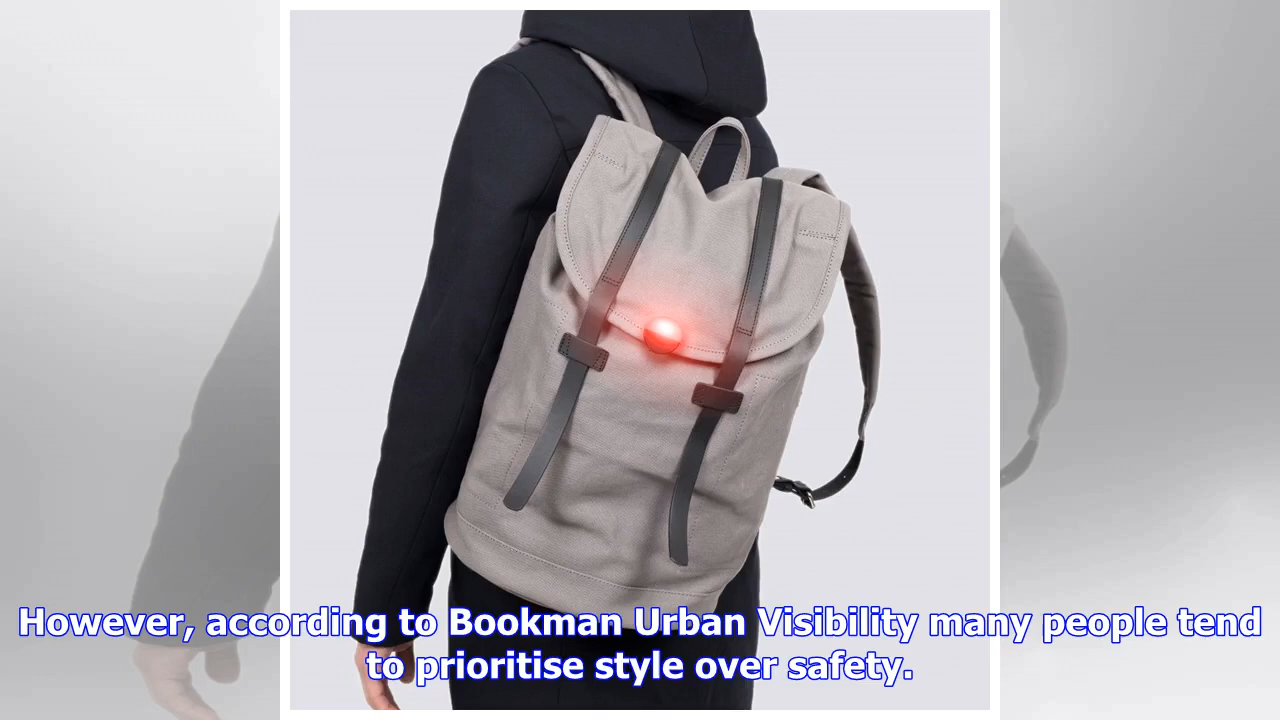 However, according to Bookman Urban Visibility many people tend
to prioritise style over safety.